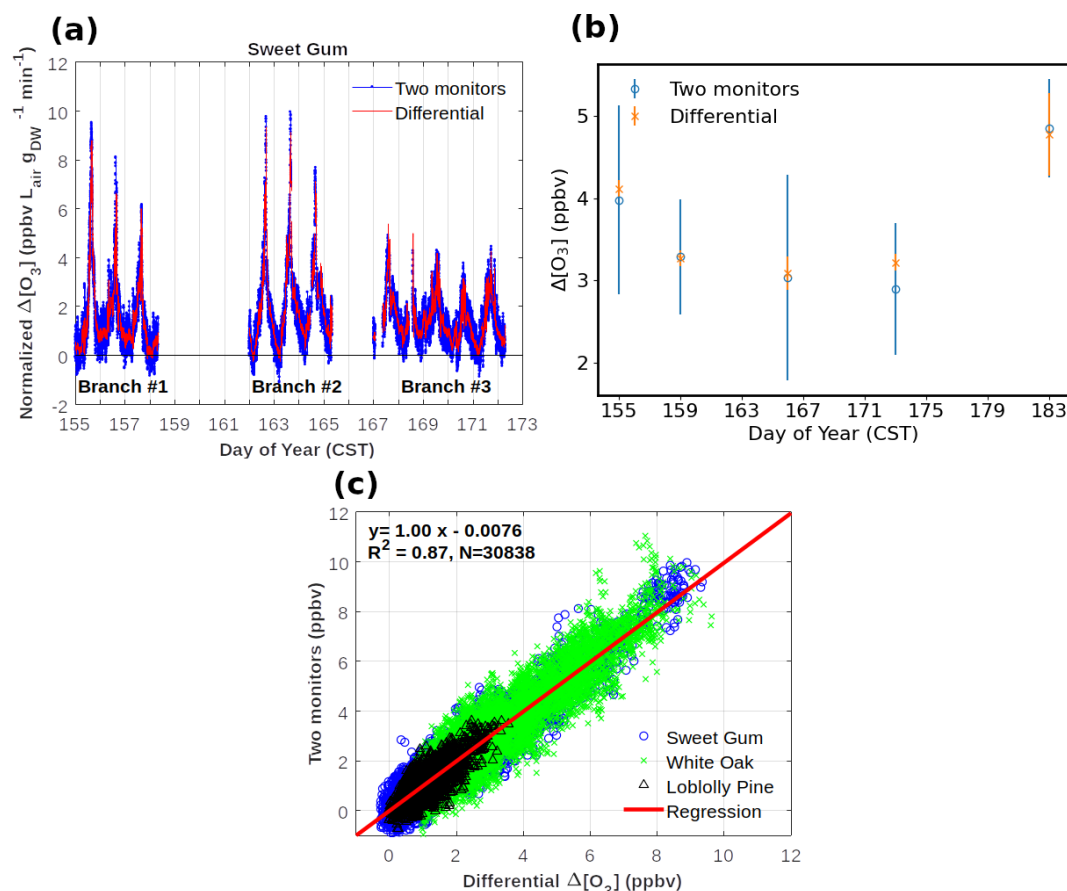 (a)
Sweet Gum
Two monitors
Differential
Normalized Δ[O₃] (ppbv L_air g_DW⁻¹ min⁻¹)
12
10
8
6
4
2
0
-2
Branch #1
Branch #2
Branch #3
155 157 159 161 163 165 167 169 171 173
Day of Year (CST)
(b)
Two monitors
Differential
Δ[O₃] (ppbv)
5
4
3
2
155 159 163 167 171 175 179 183
Day of Year (CST)
(c)
y= 1.00 x - 0.0076
R² = 0.87, N=30838
Two monitors (ppbv)
12
10
8
6
4
2
0
Sweet Gum
White Oak
Loblolly Pine
Regression
0 2 4 6 8 10 12
Differential Δ[O₃] (ppbv)